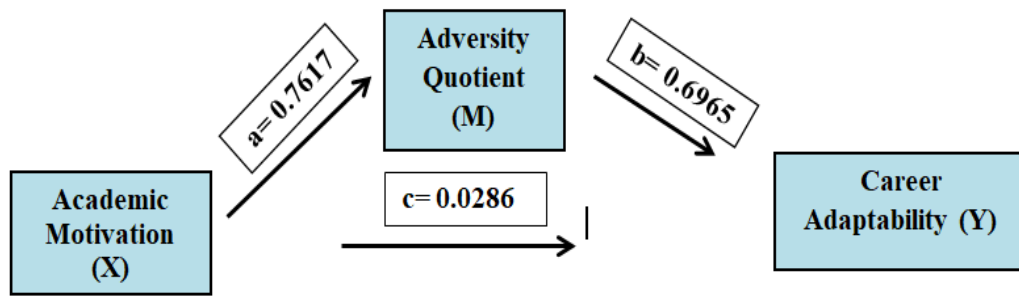 Adversity
Quotient
(M)
a= 0.7617
b= 0.6965
c= 0.0286
Academic
Motivation
(X)
Career
Adaptability (Y)